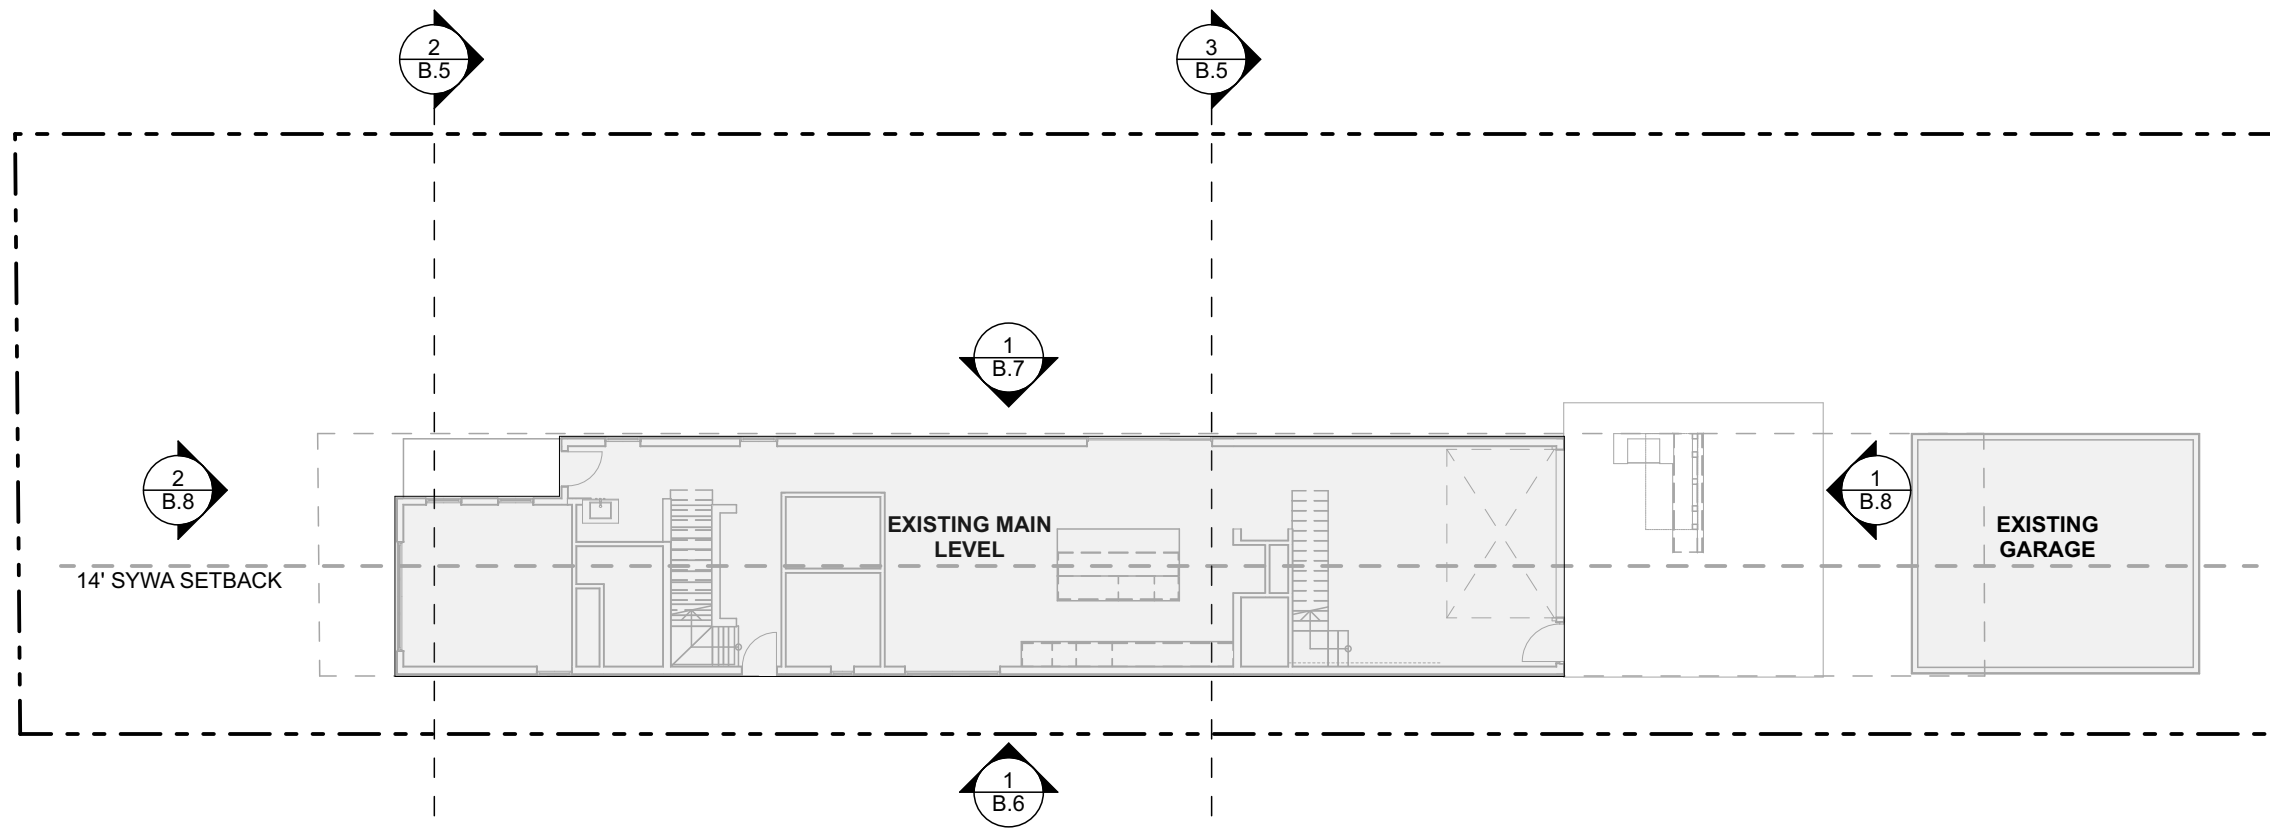 2
B.5
3
B.5
1
B.7
2
B.8
1
B.8
EXISTING MAIN
LEVEL
EXISTING
GARAGE
14' SYWA SETBACK
1
B.6